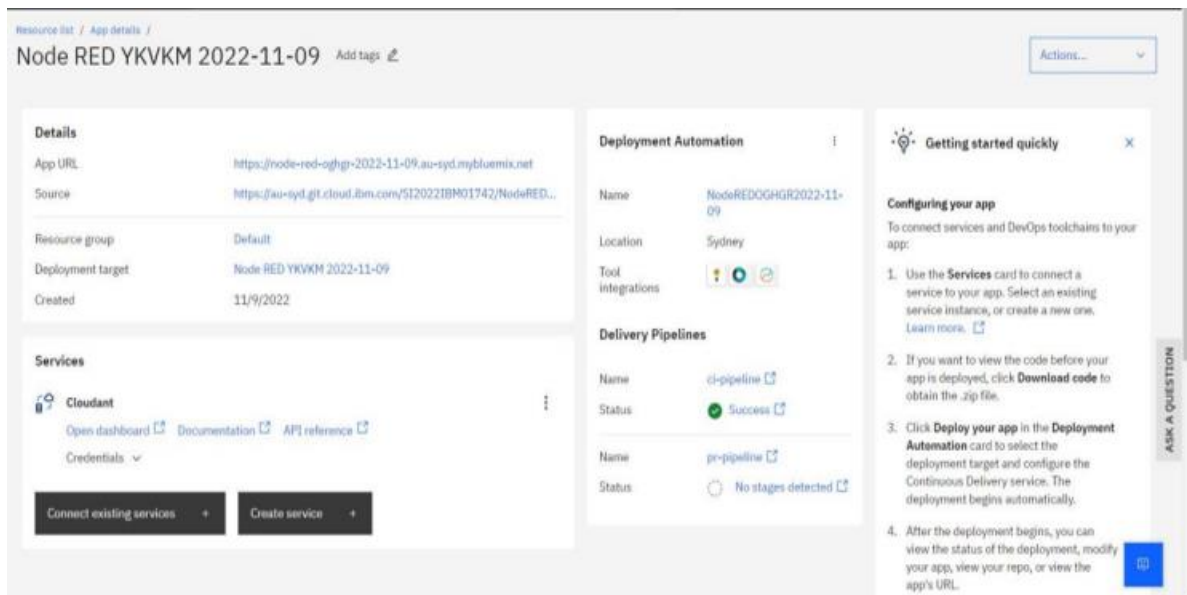 Resource list / App details /
Node RED YKVKM 2022-11-09 Add tags
Actions...
Details
App URL https://node-red-oghgr-2022-11-09.au-syd.mybluemix.net
Source https://au-syd.git.cloud.ibm.com/SI2022IBM01742/NodeRED...
Resource group Default
Deployment target Node RED YKVKM 2022-11-09
Created 11/9/2022
Services
Cloudant
Open dashboard Documentation API reference
Credentials
Connect existing services +
Create service +
Deployment Automation
Name NodeREDOGHGR2022-11-
09
Location Sydney
Tool
integrations
Delivery Pipelines
Name ci-pipeline
Status Success
Name pr-pipeline
Status No stages detected
Getting started quickly
Configuring your app
To connect services and DevOps toolchains to your
app:
1. Use the Services card to connect a
service to your app. Select an existing
service instance, or create a new one.
Learn more.
2. If you want to view the code before your
app is deployed, click Download code to
obtain the .zip file.
3. Click Deploy your app in the Deployment
Automation card to select the
deployment target and configure the
Continuous Delivery service. The
deployment begins automatically.
4. After the deployment begins, you can
view the status of the deployment, modify
your app, view your repo, or view the
app's URL.
ASK A QUESTION